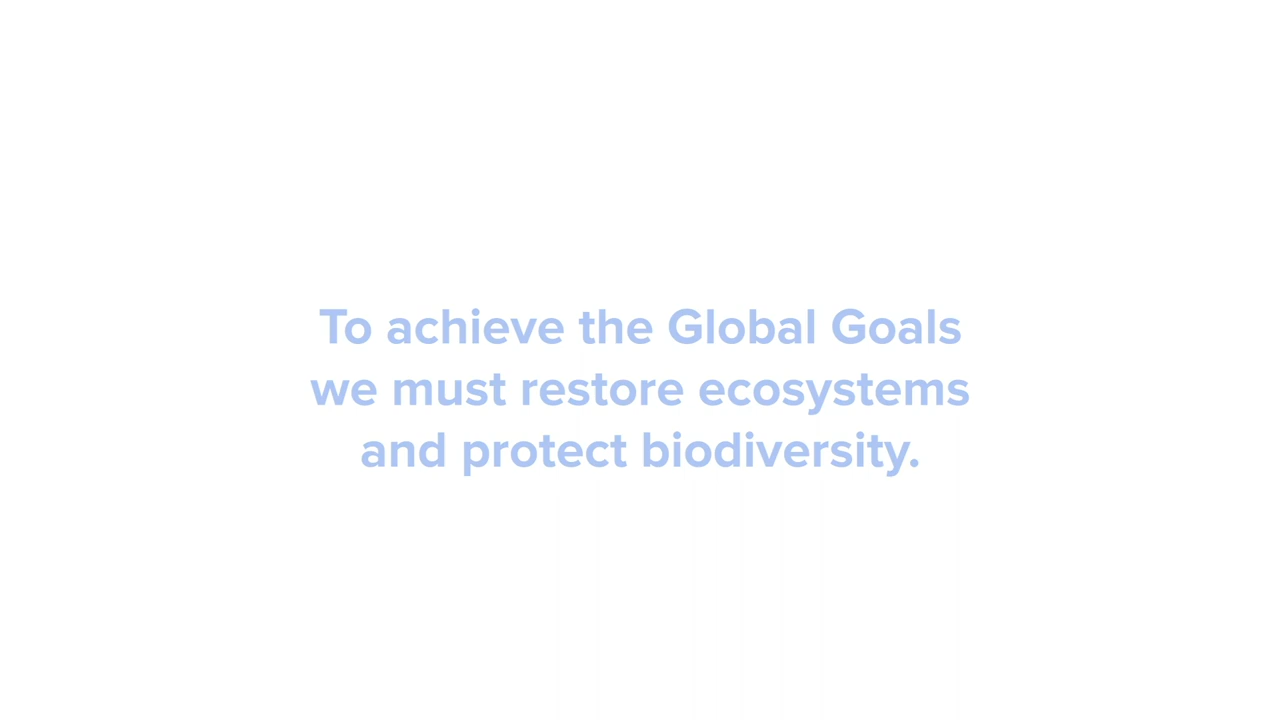 To achieve the Global Goals
we must restore ecosystems
and protect biodiversity.